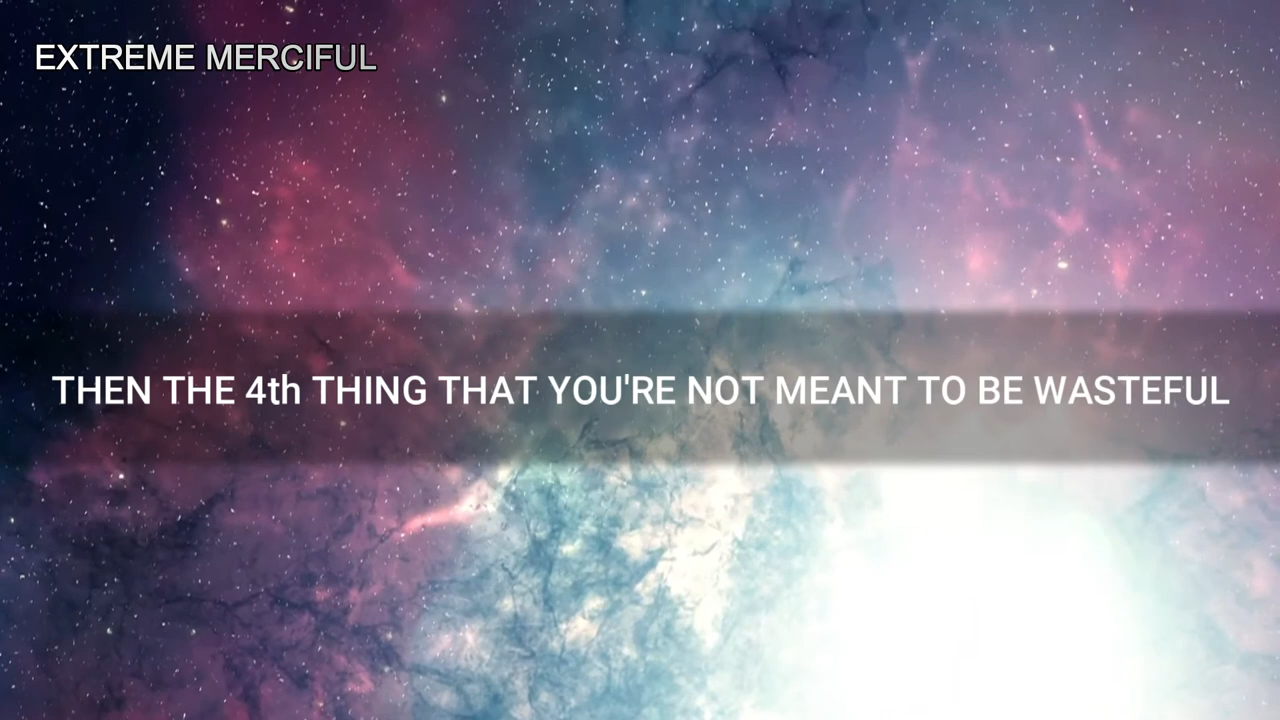 EXTREME MERCIFUL
THEN THE 4th THING THAT YOU'RE NOT MEANT TO BE WASTEFUL